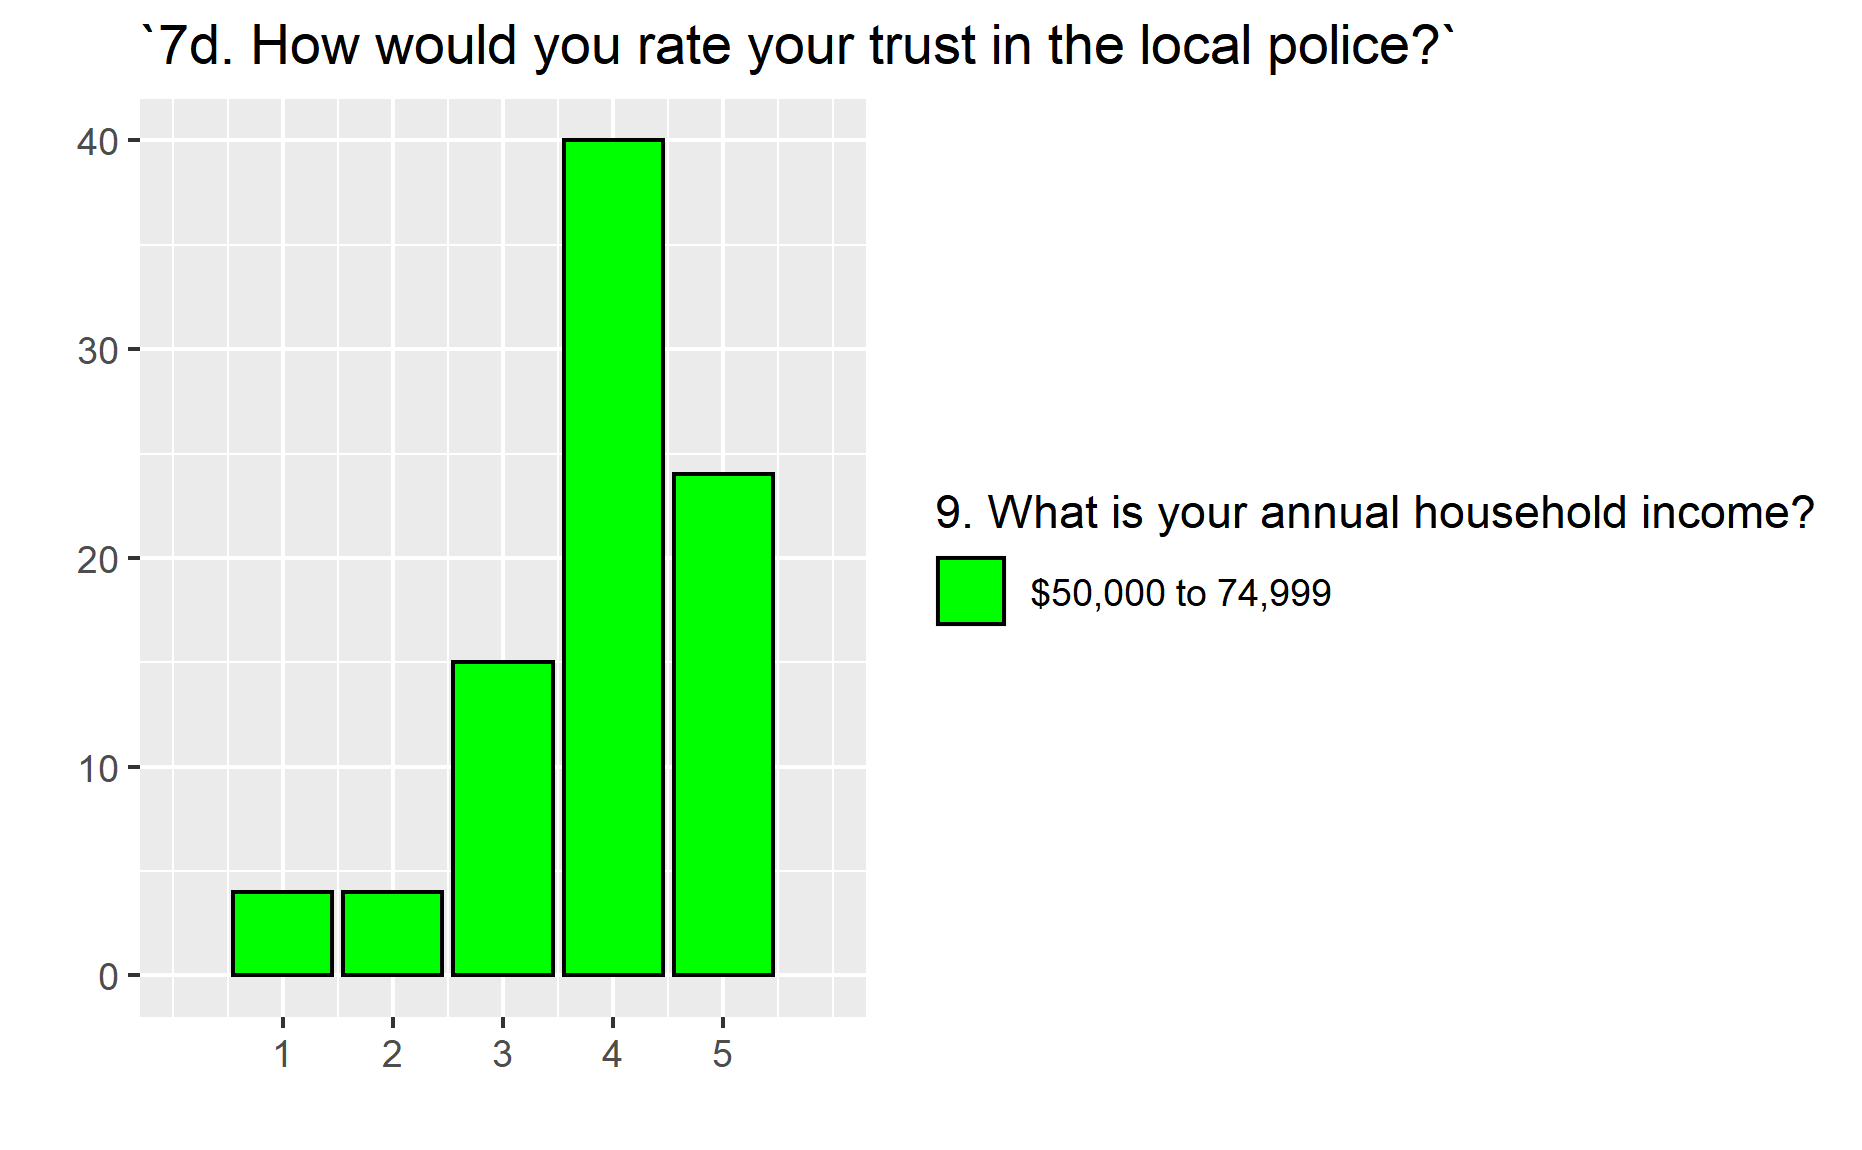 `7d. How would you rate your trust in the local police?`
40
30
20
10
0
1 2 3 4 5
9. What is your annual household income?
$50,000 to 74,999